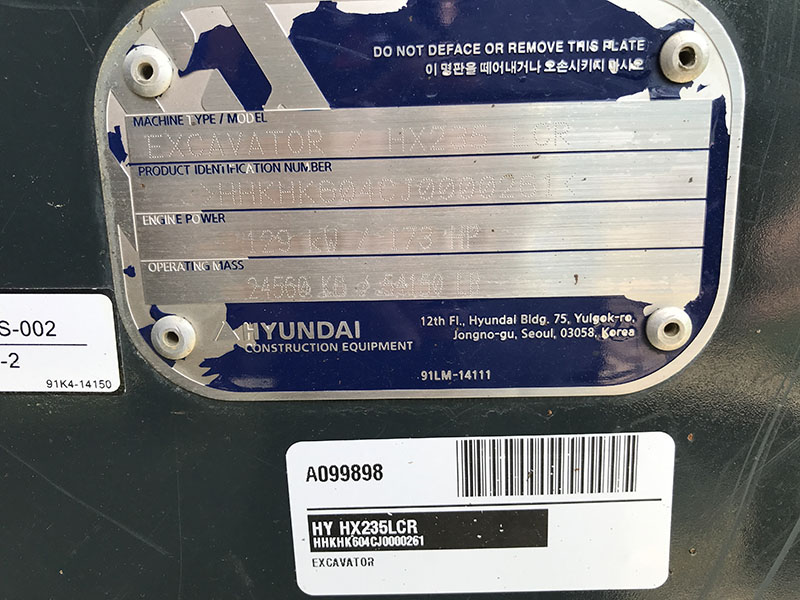 DO NOT DEFACE OR REMOVE THIS PLATE
이 명판을 떼어내거나 오손시키지 마시오
MACHINE TYPE / MODEL
EXCAVATOR / HX235 LCR
PRODUCT IDENTIFICATION NUMBER
HHKHK604CJ0000261
ENGINE POWER
129 kW / 173 HP
OPERATING MASS
24560 KG / 54150 LB
HYUNDAI
CONSTRUCTION EQUIPMENT
12th Fl., Hyundai Bldg. 75, Yulgok-ro,
Jongno-gu, Seoul, 03058, Korea
91LM-14111
S-002
-2
91K4-14150
A099898
HY HX235LCR
HHKHK604CJ0000261
EXCAVATOR